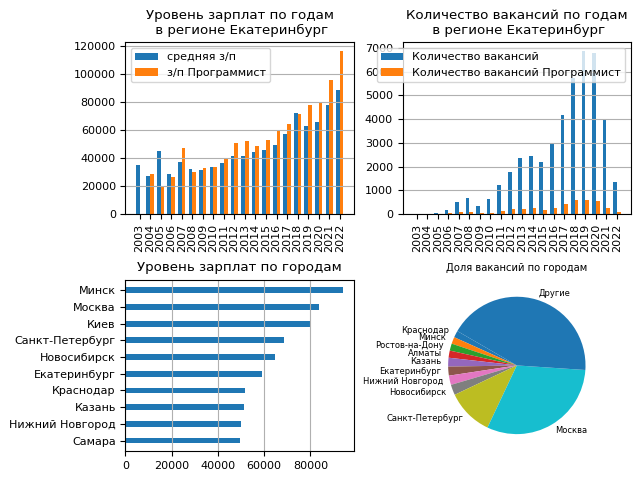 Уровень зарплат по годам
в регионе Екатеринбург
120000
100000
80000
60000
40000
20000
0
средняя з/п
з/п Программист
2003
2004
2005
2006
2007
2008
2009
2010
2011
2012
2013
2014
2015
2016
2017
2018
2019
2020
2021
2022
Количество вакансий по годам
в регионе Екатеринбург
7000
Количество вакансий
Количество вакансий Программист
4000
3000
2000
1000
0
2003
2004
2005
2006
2007
2008
2009
2010
2011
2012
2013
2014
2015
2016
2017
2018
2019
2020
2021
2022
Уровень зарплат по городам
Минск
Москва
Киев
Санкт-Петербург
Новосибирск
Екатеринбург
Краснодар
Казань
Нижний Новгород
Самара
0
20000
40000
60000
80000
Доля вакансий по городам
Другие
Краснодар
Минск
Ростов-на-Дону
Алматы
Казань
Екатеринбург
Нижний Новгород
Новосибирск
Санкт-Петербург
Москва